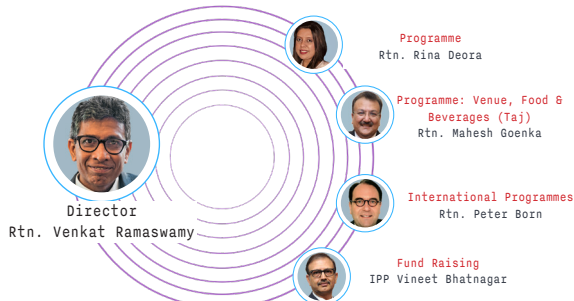 Programme
Rtn. Rina Deora
Programme: Venue, Food &
Beverages (Taj)
Rtn. Mahesh Goenka
Director
Rtn. Venkat Ramaswamy
International Programmes
Rtn. Peter Born
Fund Raising
IPP Vineet Bhatnagar